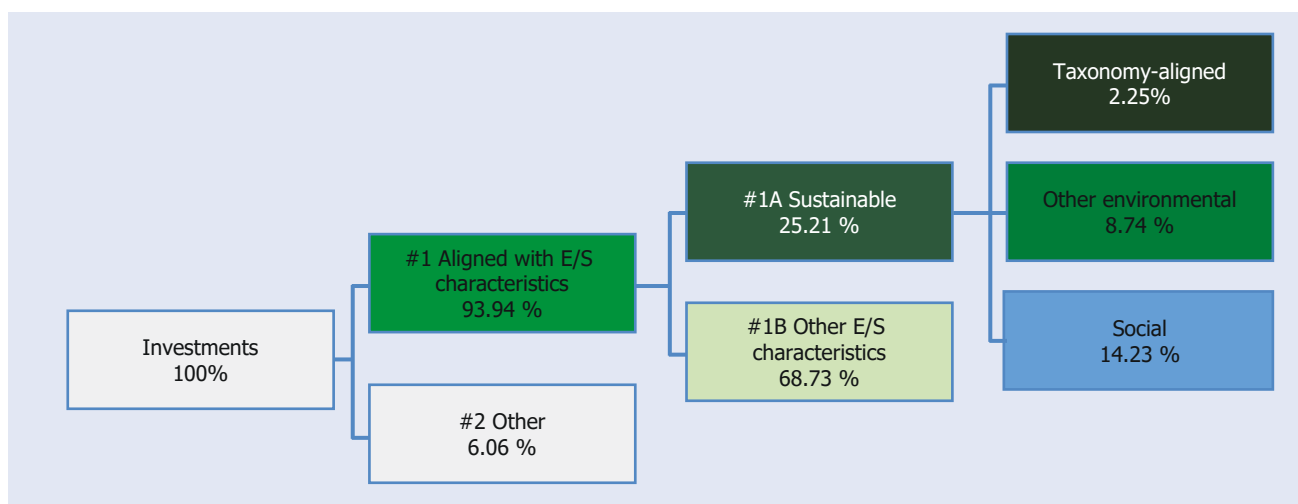 Investments
100%
#1 Aligned with E/S
characteristics
93.94 %
#2 Other
6.06 %
#1A Sustainable
25.21 %
#1B Other E/S
characteristics
68.73 %
Taxonomy-aligned
2.25%
Other environmental
8.74 %
Social
14.23 %